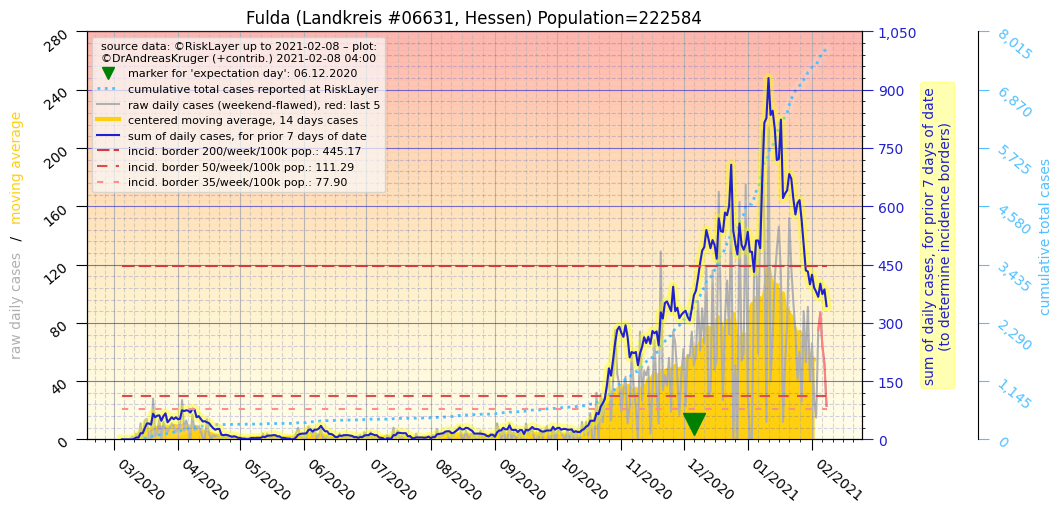 Fulda (Landkreis #06631, Hessen) Population=222584
source data: ©RiskLayer up to 2021-02-08 – plot:
©DrAndreasKruger (+contrib.) 2021-02-08 04:00
marker for 'expectation day': 06.12.2020
cumulative total cases reported at RiskLayer
raw daily cases (weekend-flawed), red: last 5
centered moving average, 14 days cases
sum of daily cases, for prior 7 days of date
incid. border 200/week/100k pop.: 445.17
incid. border 50/week/100k pop.: 111.29
incid. border 35/week/100k pop.: 77.90
raw daily cases / moving average
280
240
200
160
120
80
40
0
03/2020
04/2020
05/2020
06/2020
07/2020
08/2020
09/2020
10/2020
11/2020
12/2020
01/2021
02/2021
1,050
900
750
600
450
300
150
0
sum of daily cases, for prior 7 days of date
(to determine incidence borders)
8,015
6,870
5,725
4,580
3,435
2,290
1,145
0
cumulative total cases